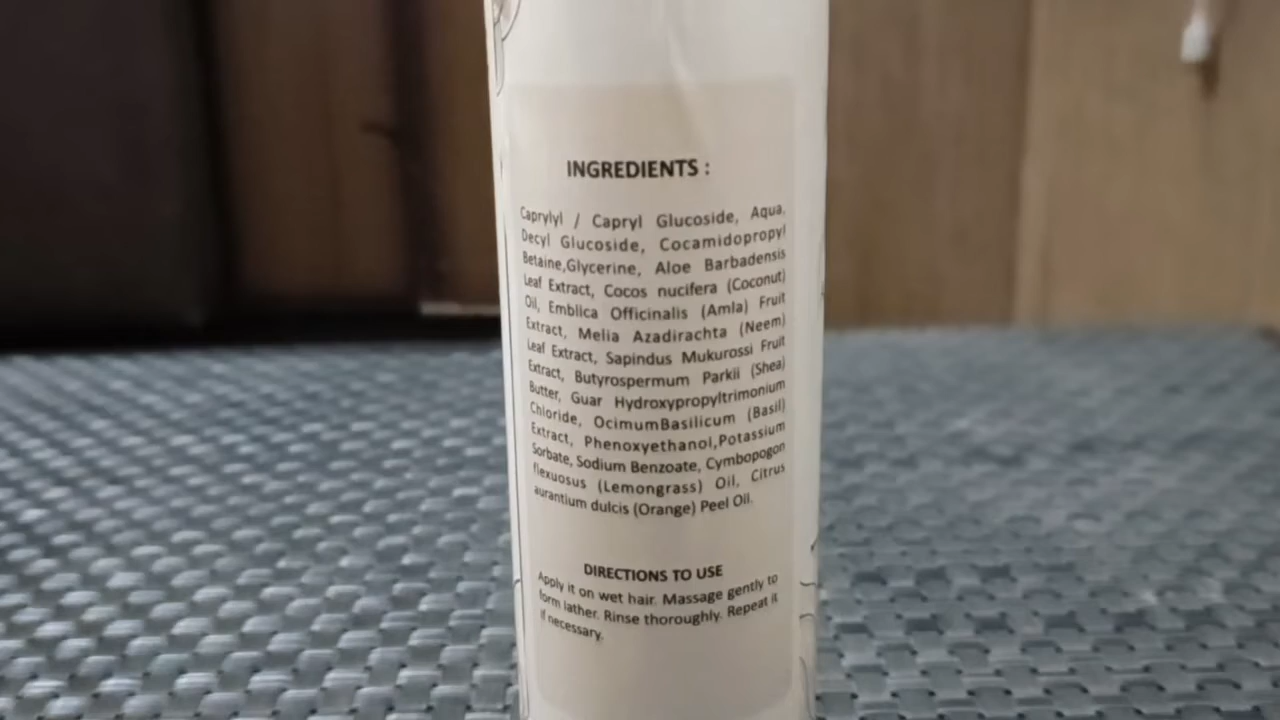 INGREDIENTS :
Caprylyl / Capryl Glucoside, Aqua,
Decyl Glucoside, Cocamidopropyl
Betaine,Glycerine, Aloe Barbadensis
Leaf Extract, Cocos nucifera (Coconut)
Oil, Emblica Officinalis (Amla) Fruit
Extract, Melia Azadirachta (Neem)
Leaf Extract, Sapindus Mukurossi Fruit
Extract, Butyrospermum Parkii (Shea)
Butter, Guar Hydroxypropyltrimonium
Chloride, OcimumBasilicum (Basil)
Extract, Phenoxyethanol,Potassium
Sorbate, Sodium Benzoate, Cymbopogon
flexuosus (Lemongrass) Oil, Citrus
aurantium dulcis (Orange) Peel Oil.
DIRECTIONS TO USE
Apply it on wet hair. Massage gently to
form lather. Rinse thoroughly. Repeat it
if necessary.